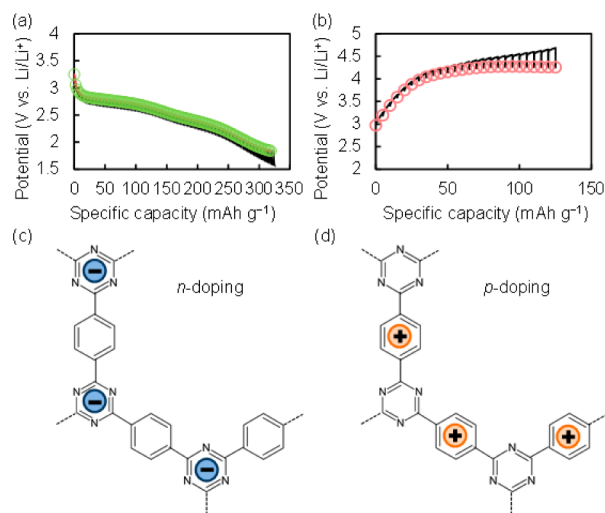 (a)
4
3.5
3
2.5
2
1.5
Potential (V vs. Li/Li⁺)
0 50 100 150 200 250 300 350
Specific capacity (mAh g⁻¹)
(b)
5
4.5
4
3.5
3
2.5
2
Potential (V vs. Li/Li⁺)
0 50 100 150
Specific capacity (mAh g⁻¹)
(c)
n-doping
N N
N
N N
N
N N
N
(d)
p-doping
N N
N
N N
N
N N
N